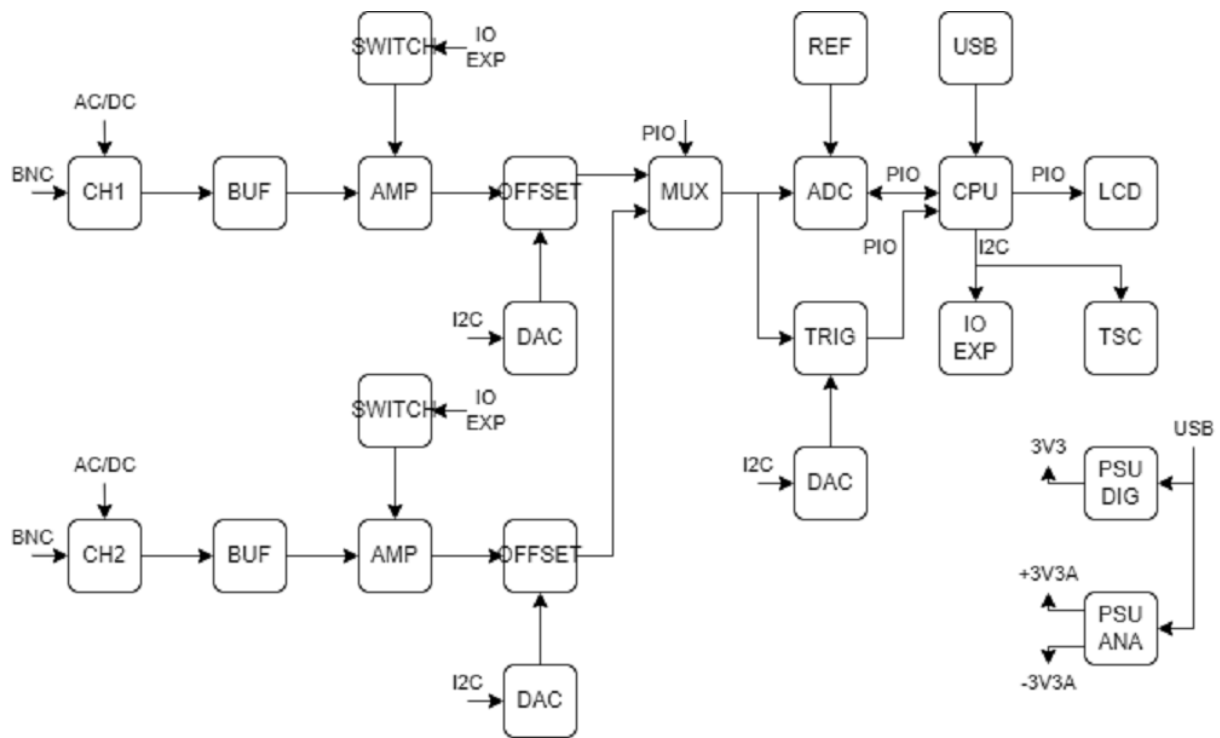 SWITCH
IO
EXP
REF
USB
AC/DC
PIO
BNC
CH1
BUF
AMP
OFFSET
MUX
ADC
PIO
CPU
PIO
LCD
PIO
I2C
I2C
DAC
TRIG
IO
EXP
TSC
SWITCH
IO
EXP
USB
AC/DC
I2C
DAC
3V3
PSU
DIG
BNC
CH2
BUF
AMP
OFFSET
+3V3A
PSU
ANA
-3V3A
I2C
DAC